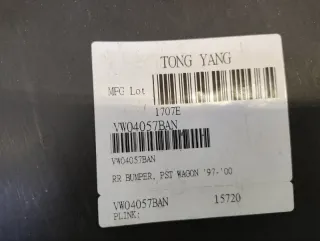 TONG YANG
MFG Lot
1707E
VW04057BAN
VW04057BAN
RR BUMPER, PST WAGON '97-'00
VW04057BAN 15720
PLINK: